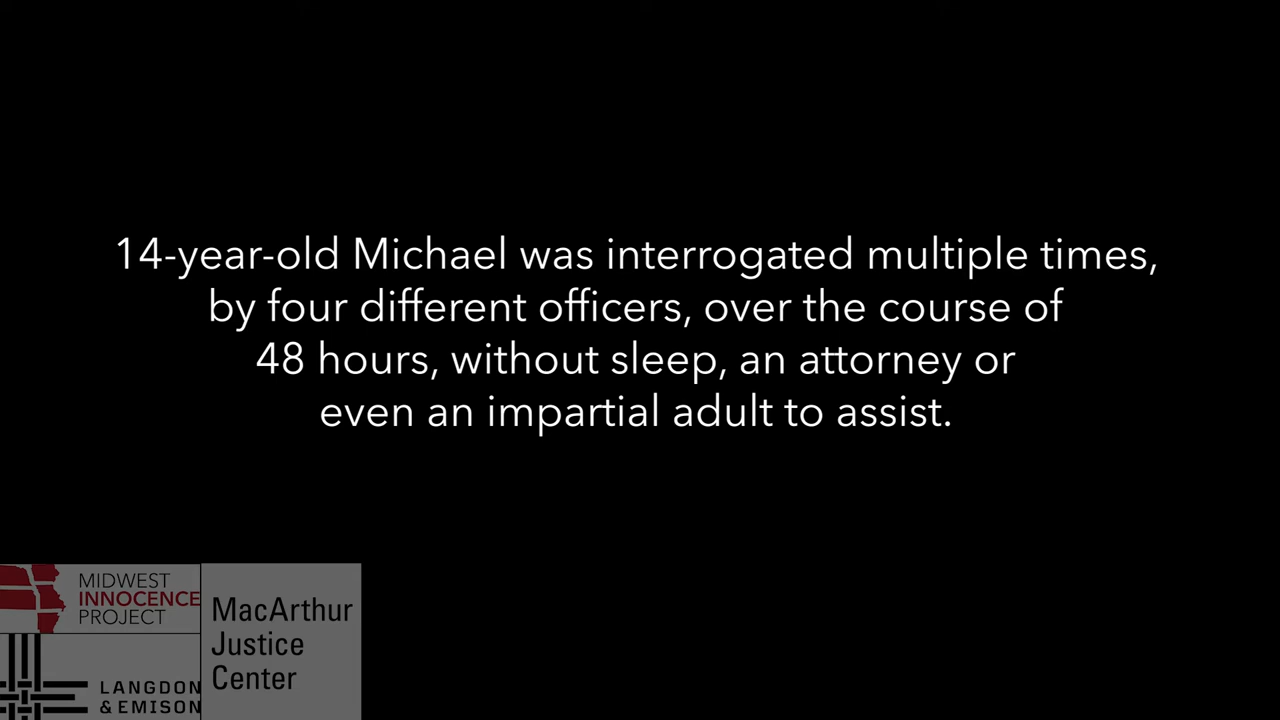 14-year-old Michael was interrogated multiple times,
by four different officers, over the course of
48 hours, without sleep, an attorney or
even an impartial adult to assist.
MIDWEST
INNOCENCE
PROJECT
MacArthur
Justice
Center
LANGDON
& EMISON